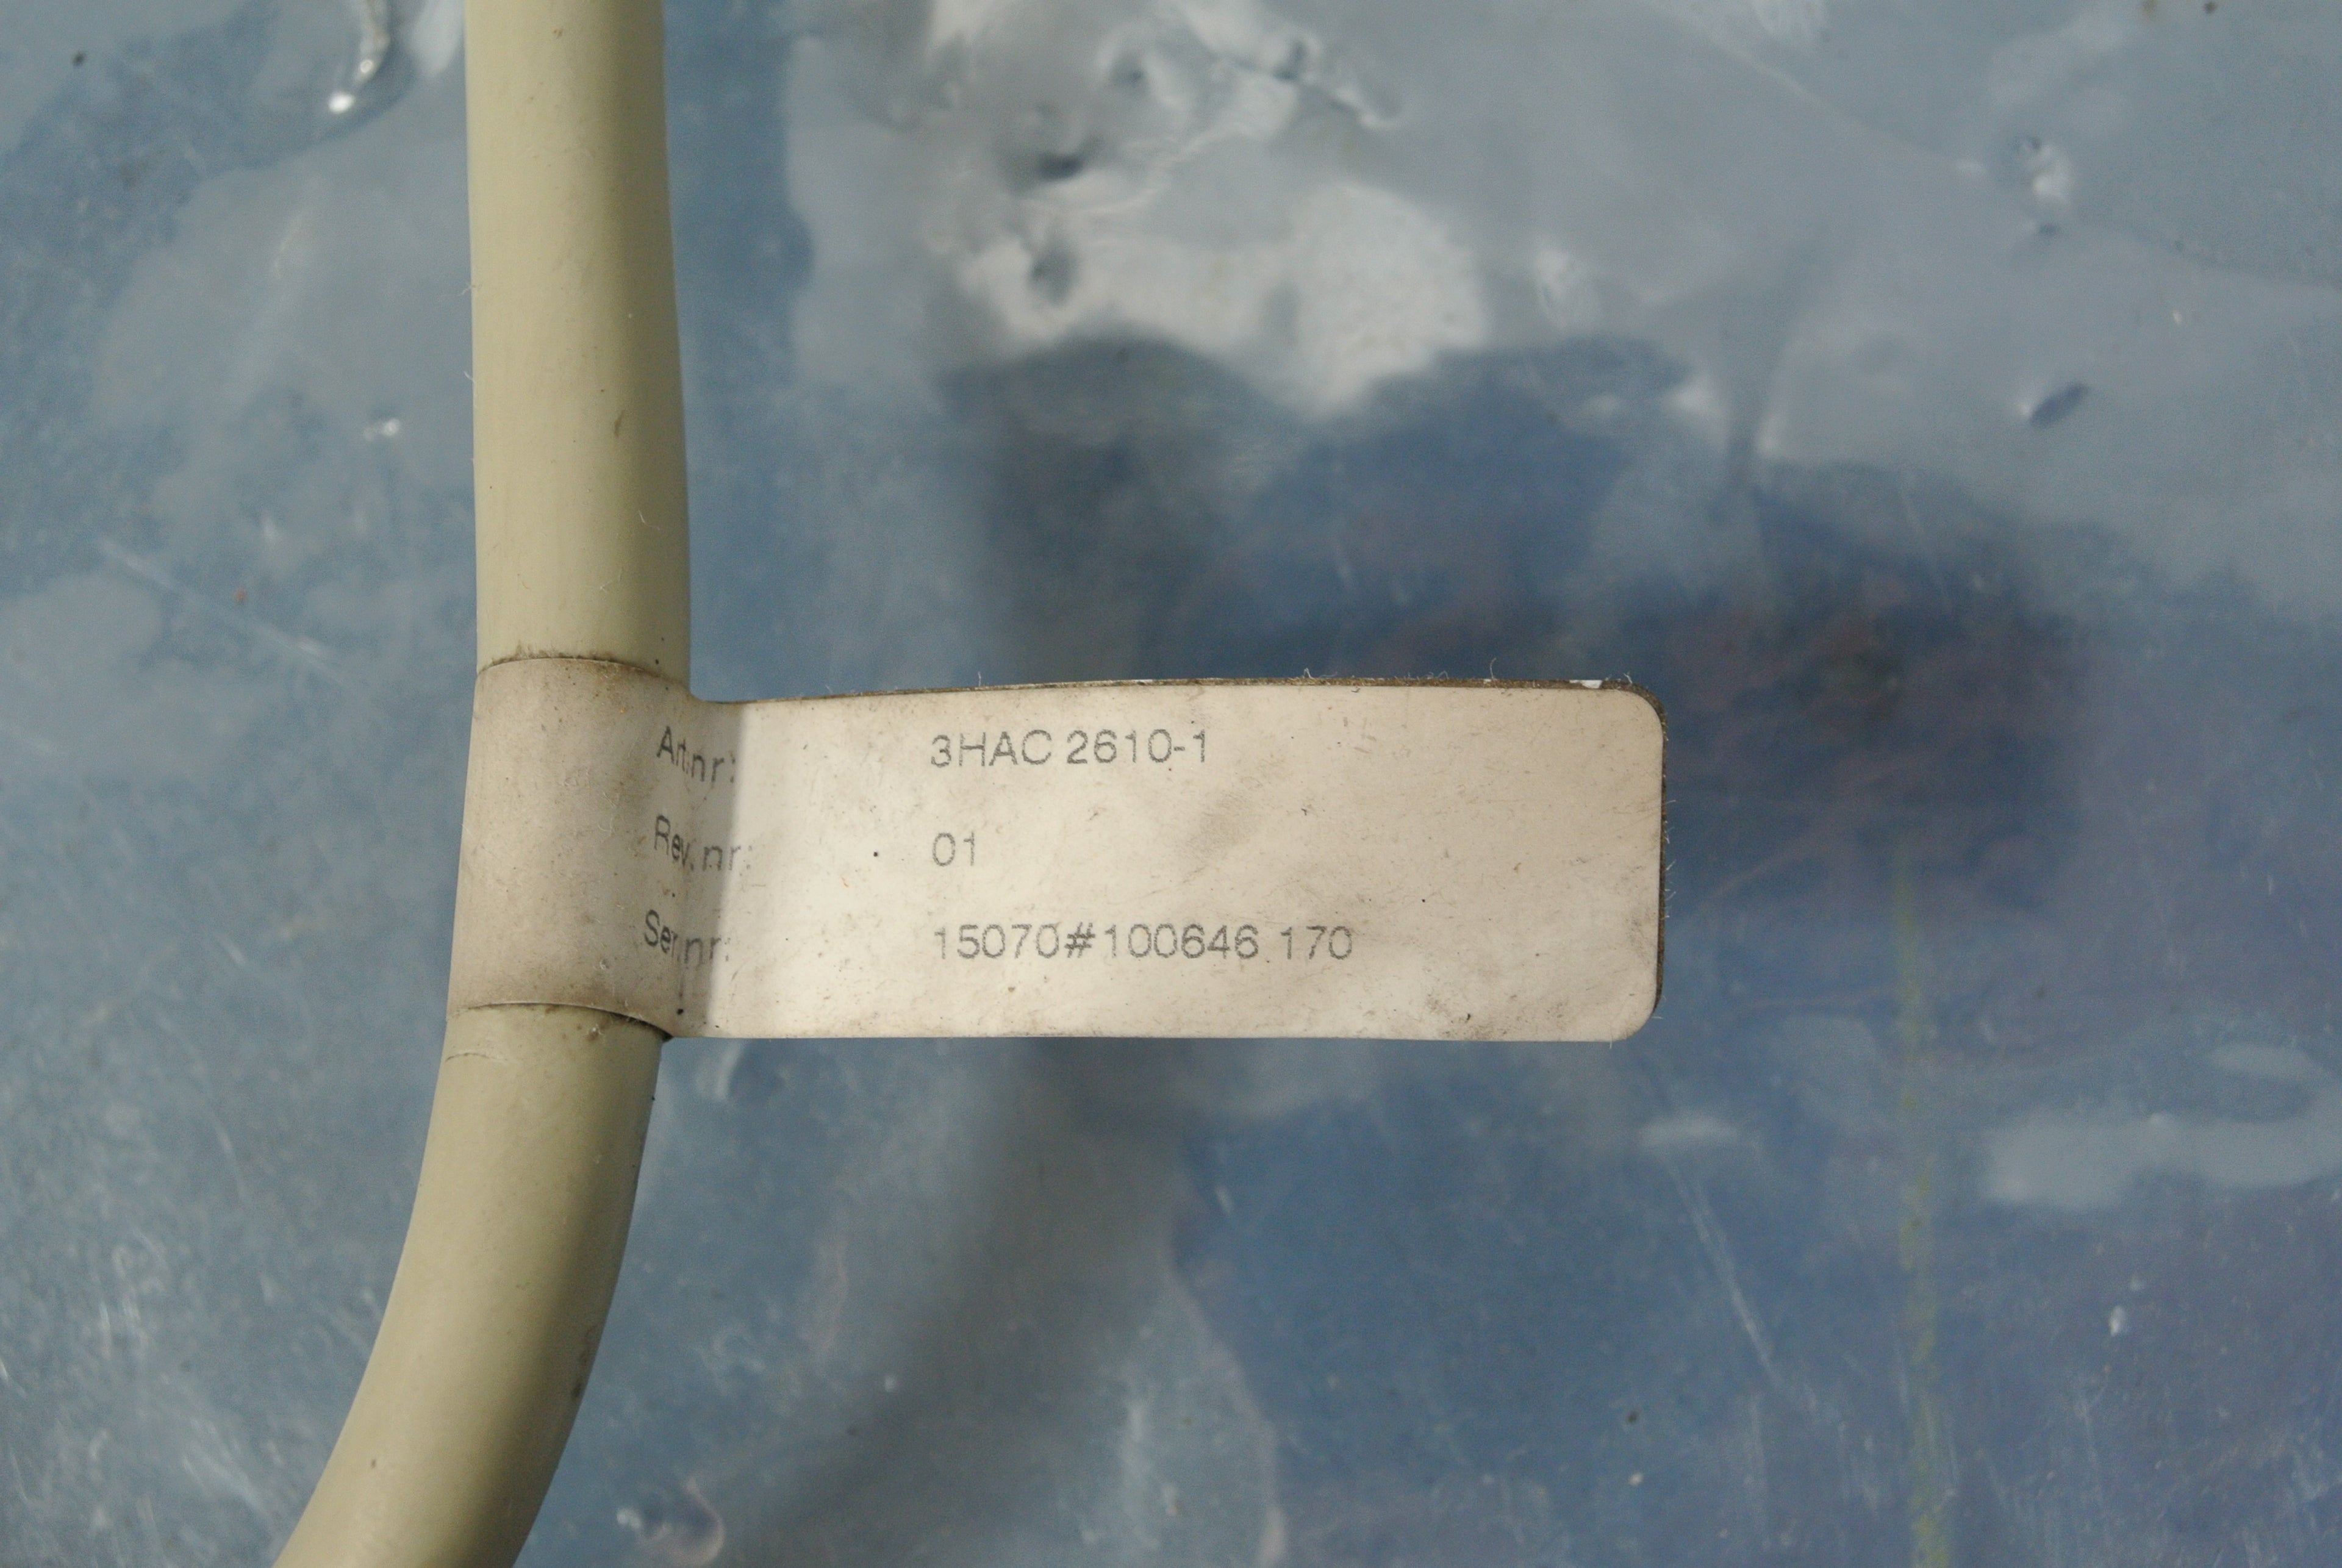 Art.nr: 3HAC 2610-1
Rev.nr: 01
Ser.nr: 15070#100646 170